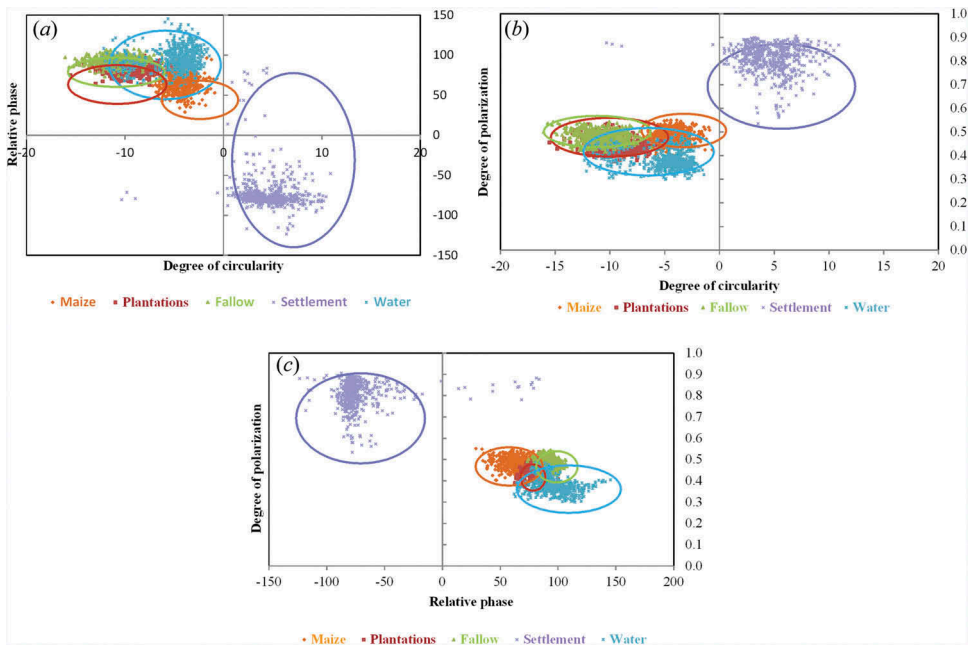 (a)
150
100
50
0
-50
-100
-150
-20
-10
0
10
20
Relative phase
Degree of circularity
Maize Plantations Fallow Settlement Water
(b)
1.0
0.9
0.8
0.7
0.6
0.5
0.4
0.3
0.2
0.1
0.0
-20 -15 -10 -5 0 5 10 15 20
Degree of polarization
Degree of circularity
Maize Plantations Fallow Settlement Water
(c)
1.0
0.9
0.8
0.7
0.6
0.5
0.4
0.3
0.2
0.1
0.0
-150 -100 -50 0 50 100 150 200
Degree of polarization
Relative phase
Maize Plantations Fallow Settlement Water